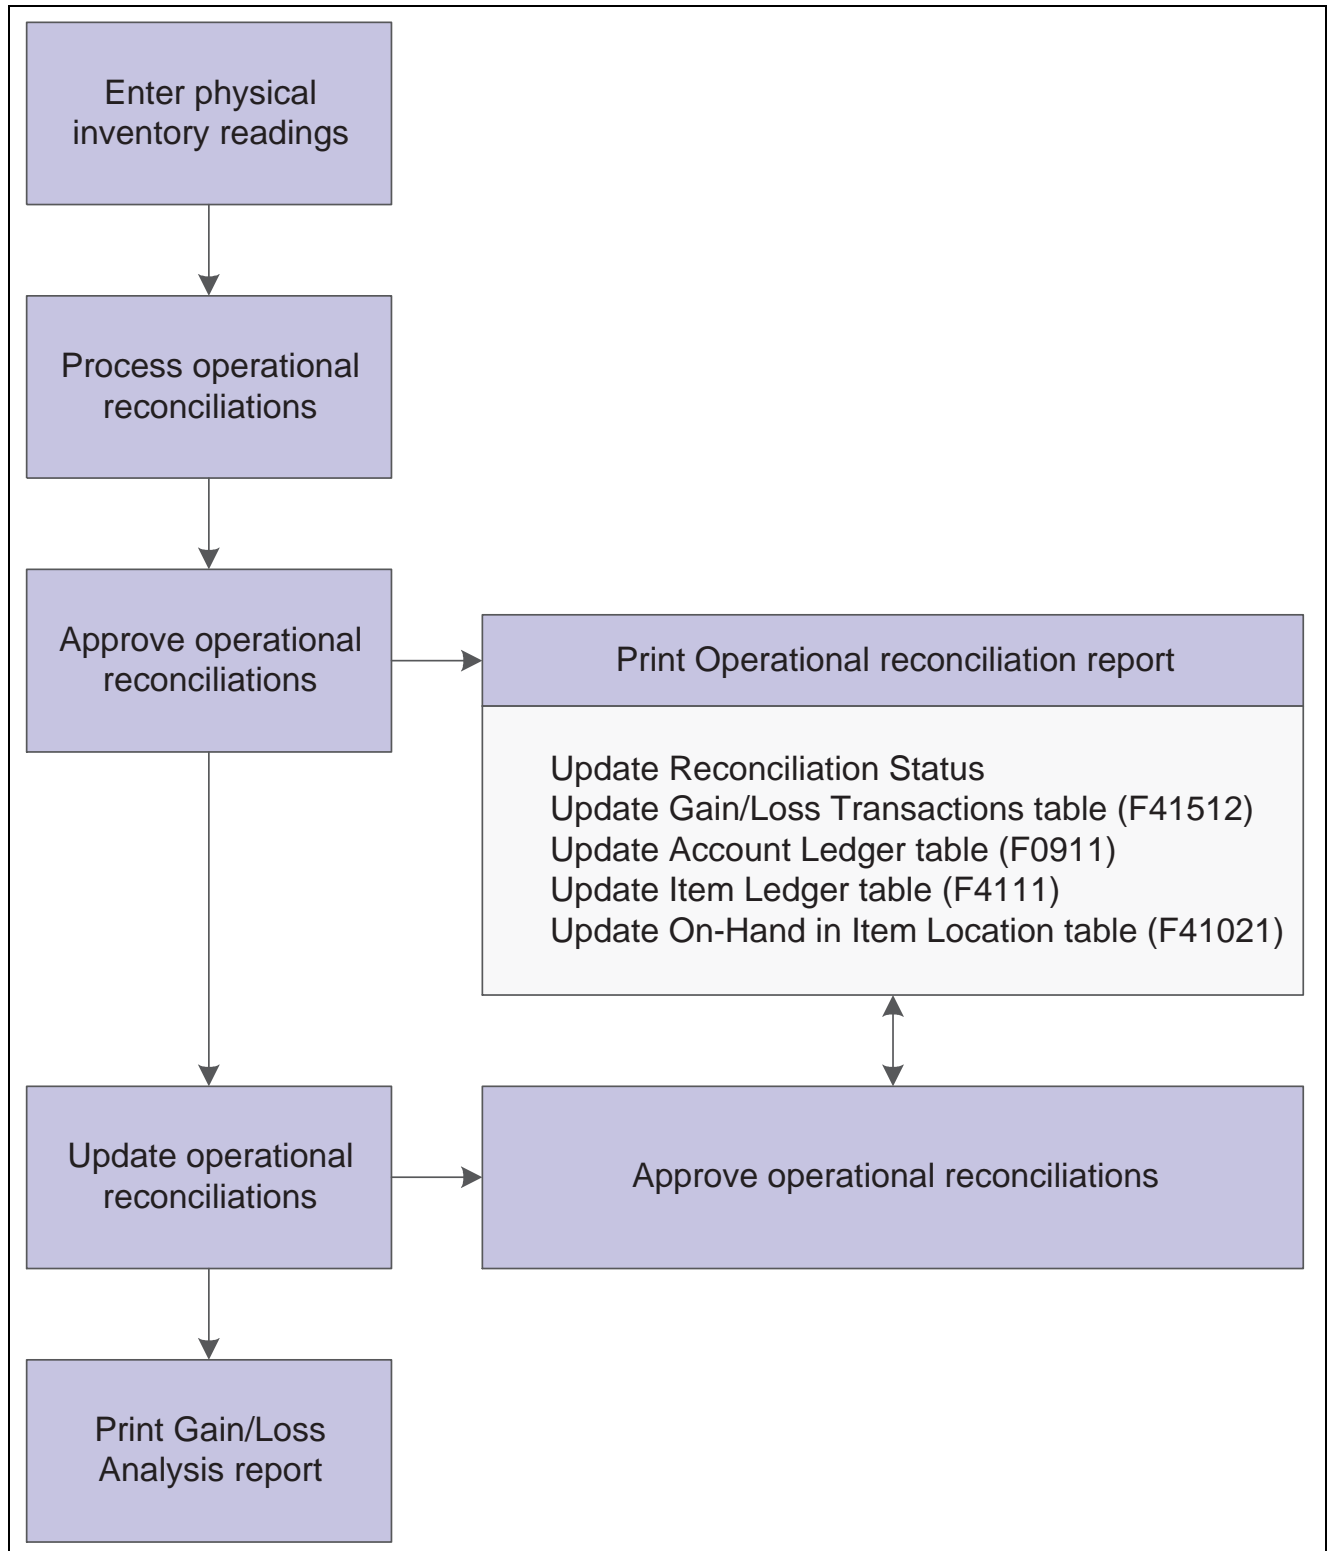 Enter physical
inventory readings
Process operational
reconciliations
Approve operational
reconciliations
Print Operational reconciliation report
Update Reconciliation Status
Update Gain/Loss Transactions table (F41512)
Update Account Ledger table (F0911)
Update Item Ledger table (F4111)
Update On-Hand in Item Location table (F41021)
Update operational
reconciliations
Approve operational reconciliations
Print Gain/Loss
Analysis report